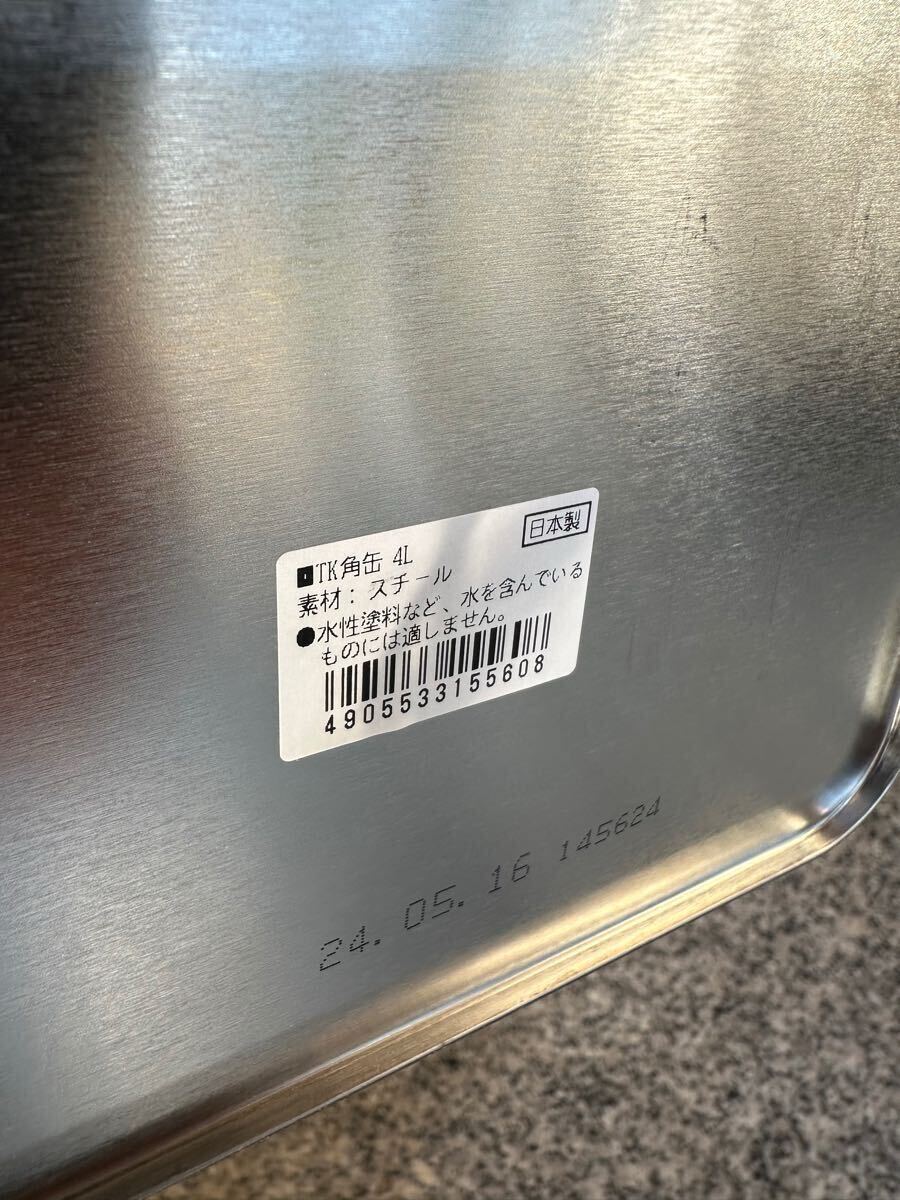 日本製
■TK角缶 4L
素材：スチール
●水性塗料など、水を含んでいる
ものには適しません。
4905533155608
24.05.16 145624